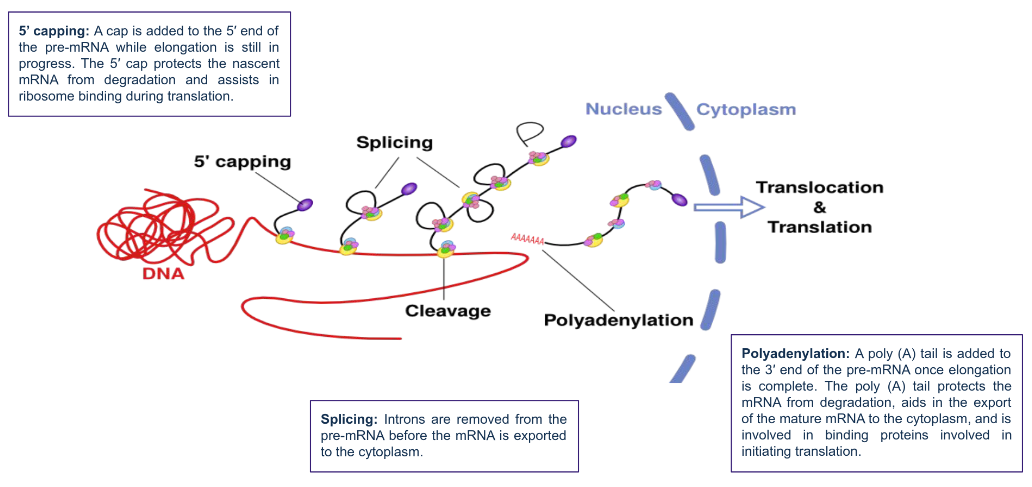 5’ capping: A cap is added to the 5′ end of
the pre-mRNA while elongation is still in
progress. The 5′ cap protects the nascent
mRNA from degradation and assists in
ribosome binding during translation.
Nucleus
Cytoplasm
Splicing
5' capping
Translocation
&
Translation
AAAAAAA
DNA
Cleavage
Polyadenylation
Polyadenylation: A poly (A) tail is added to
the 3′ end of the pre-mRNA once elongation
is complete. The poly (A) tail protects the
mRNA from degradation, aids in the export
of the mature mRNA to the cytoplasm, and is
involved in binding proteins involved in
initiating translation.
Splicing: Introns are removed from the
pre-mRNA before the mRNA is exported
to the cytoplasm.